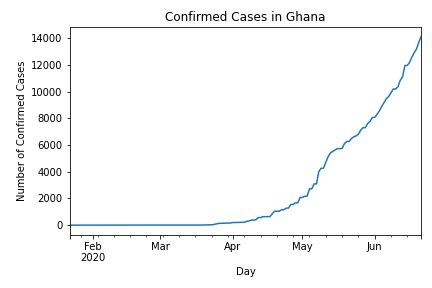 Confirmed Cases in Ghana
Number of Confirmed Cases
14000
12000
10000
8000
6000
4000
2000
0
Feb Mar Apr May Jun
2020
Day